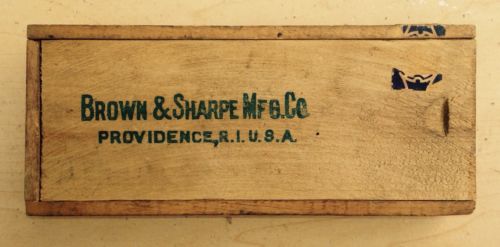 BROWN & SHARPE MFG. CO
PROVIDENCE, R.I. U.S.A.